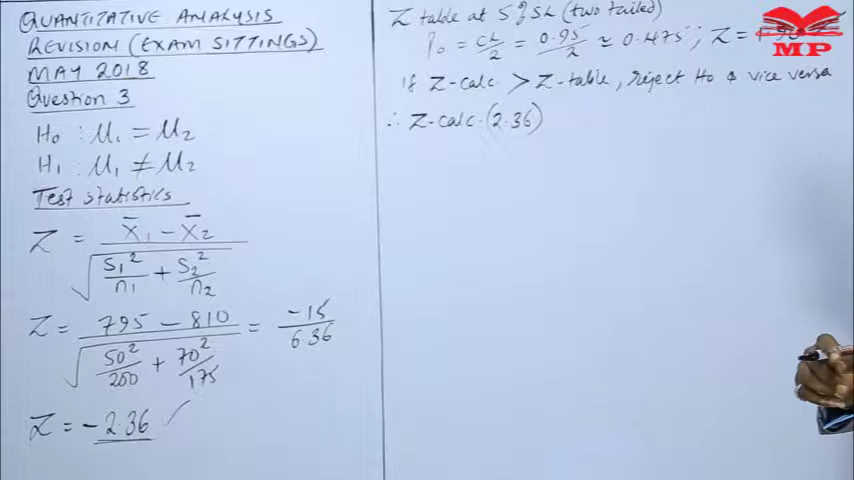 QUANTITATIVE ANALYSIS
REVISION (EXAM SITTINGS)
MAY 2018
Question 3
H₀ : μ₁ = μ₂
H₁ : μ₁ ≠ μ₂
Test statistics
Z = (X̄₁ − X̄₂) / √(S₁²/n₁ + S₂²/n₂)
Z = (795 − 810) / √(50²/200 + 70²/175) = −15 / 6.36
Z = −2.36 ✓
Z table at 5% SL (two tailed)
P₀ = CL/2 = 0.95/2 ≃ 0.475 ; Z =
If Z-calc > Z-table, reject H₀ & vice versa
∴ Z-calc (2.36)
MP